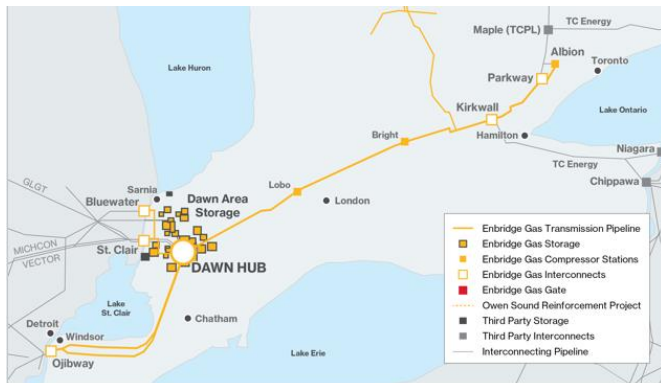 TC Energy
Maple (TCPL)
Albion
Toronto
Parkway
Lake Huron
Lake Ontario
Kirkwall
Hamilton
Niagara
Bright
TC Energy
Chippawa
GLGT
Sarnia
Bluewater
Dawn Area
Storage
Lobo
London
MICHCON
VECTOR
St. Clair
DAWN HUB
Lake
St. Clair
Chatham
Detroit
Windsor
Ojibway
Lake Erie
Enbridge Gas Transmission Pipeline
Enbridge Gas Storage
Enbridge Gas Compressor Stations
Enbridge Gas Interconnects
Enbridge Gas Gate
Owen Sound Reinforcement Project
Third Party Storage
Third Party Interconnects
Interconnecting Pipeline